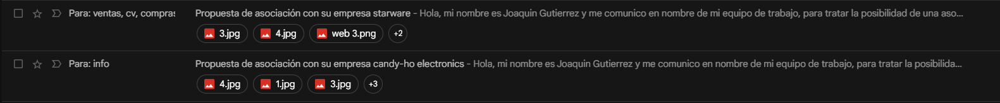 Para: ventas, cv, compras Propuesta de asociación con su empresa starware - Hola, mi nombre es Joaquin Gutierrez y me comunico en nombre de mi equipo de trabajo, para tratar la posibilidad de una aso...
3.jpg 4.jpg web 3.png +2
Para: info Propuesta de asociación con su empresa candy-ho electronics - Hola, mi nombre es Joaquin Gutierrez y me comunico en nombre de mi equipo de trabajo, para tratar la posibilida...
4.jpg 1.jpg 3.jpg +3